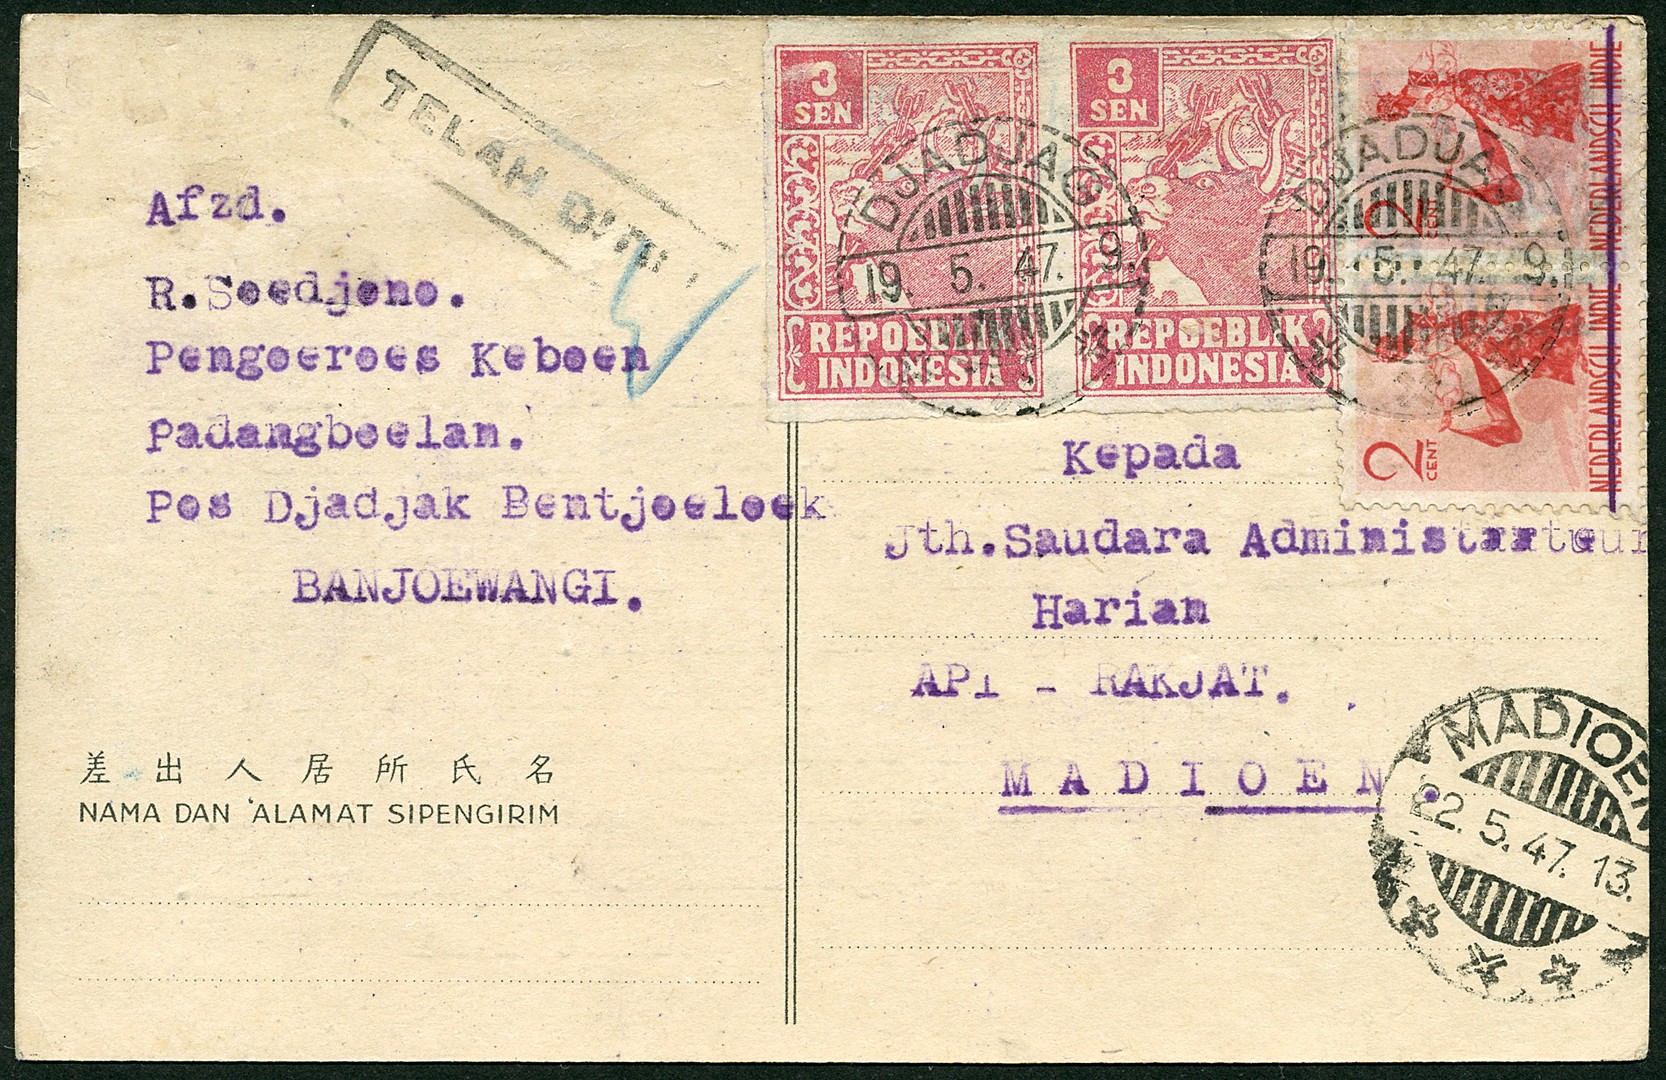 TELAH
Afzd.
R.Soedjono.
Pengoeroes Keboen
Padangboelan.
Pos Djadjak Bentjoeloek
BANJOEWANGI.
差出人居所氏名
NAMA DAN 'ALAMAT SIPENGIRIM
3
SEN
REPOEBLIK
INDONESIA
3
SEN
REPOEBLIK
INDONESIA
DJADJAG
19. 5. 47. 9.
2
CENT
NEDERLANDSCH INDIE
2
CENT
NEDERLANDSCH INDIE
DJADJAG
19. 5. 47. 9.
Kepada
Jth.Saudara Administrateur
Harian
API - RAKJAT.
MADIOEN.
MADIOEN
22. 5. 47. 13.